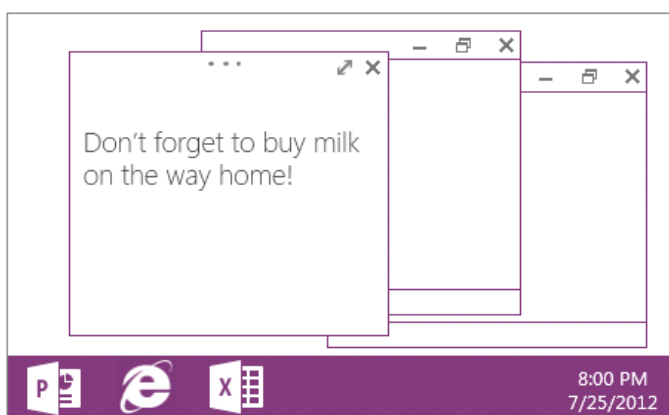 Don't forget to buy milk
on the way home!
P
X
8:00 PM
7/25/2012